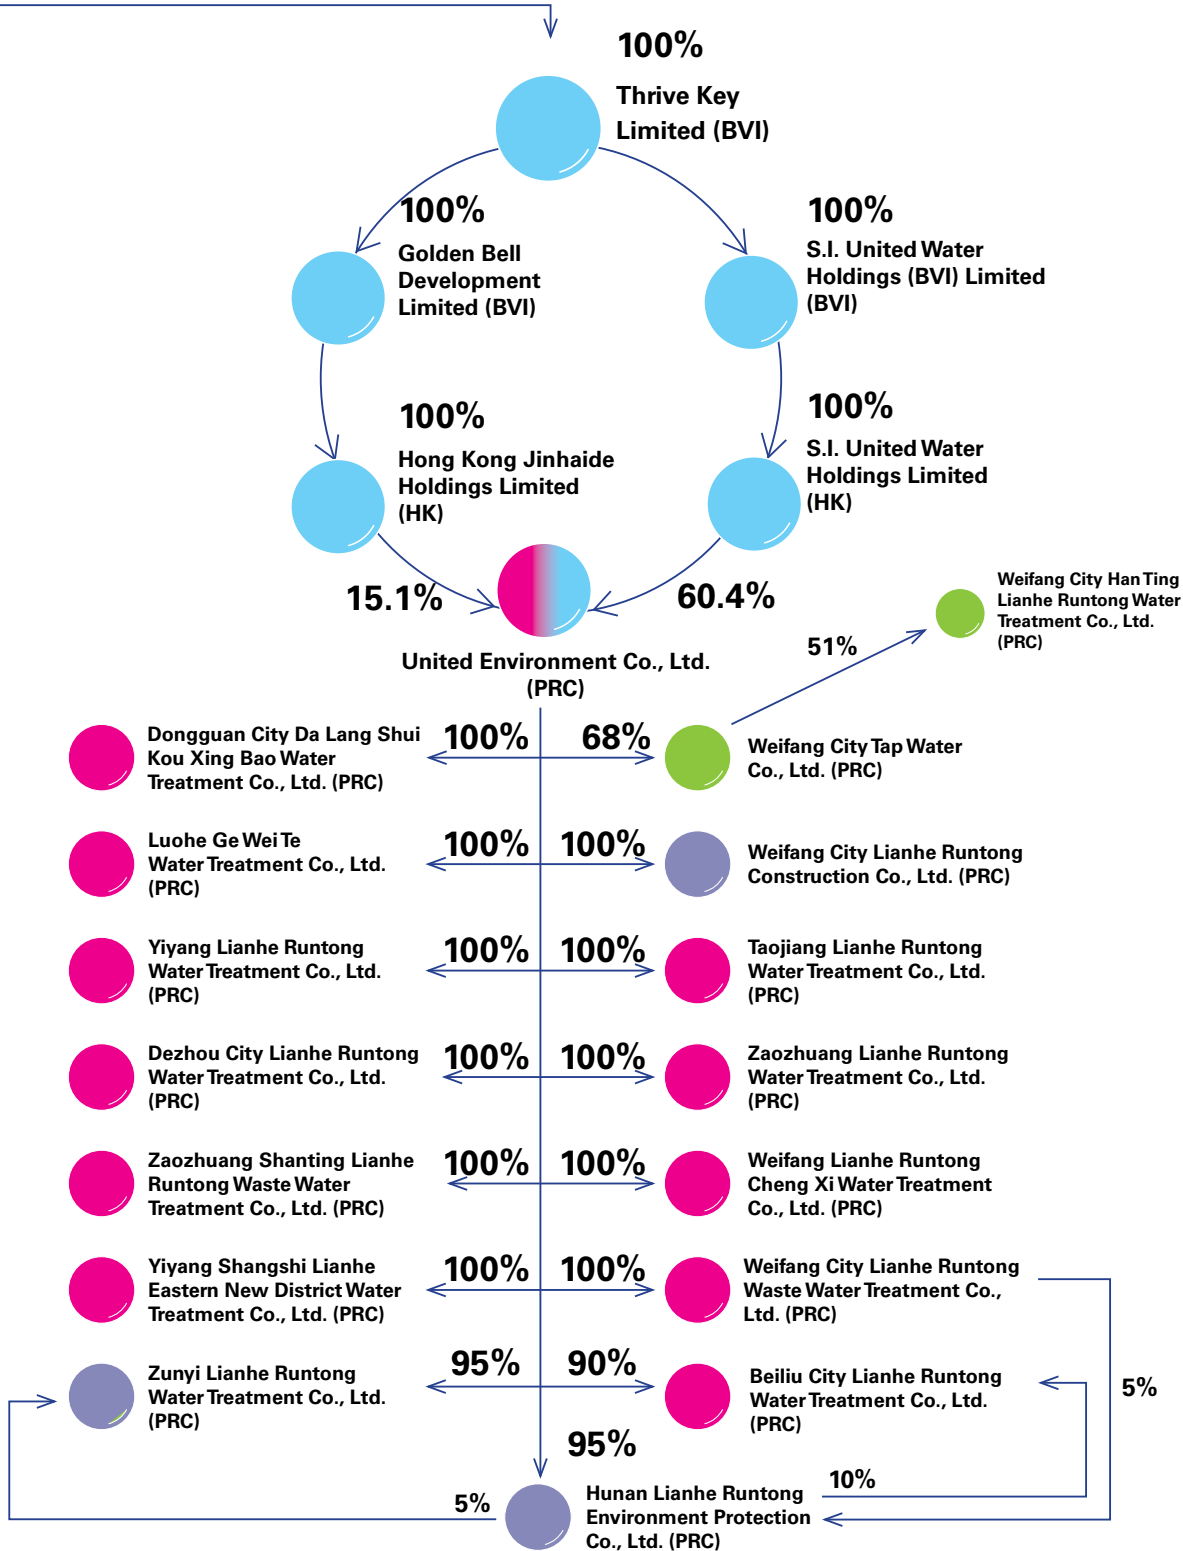 100%
Thrive Key
Limited (BVI)
100%
Golden Bell
Development
Limited (BVI)
100%
S.I. United Water
Holdings (BVI) Limited
(BVI)
100%
Hong Kong Jinhaide
Holdings Limited
(HK)
100%
S.I. United Water
Holdings Limited
(HK)
15.1%
60.4%
United Environment Co., Ltd.
(PRC)
51%
Weifang City Han Ting
Lianhe Runtong Water
Treatment Co., Ltd.
(PRC)
Dongguan City Da Lang Shui
Kou Xing Bao Water
Treatment Co., Ltd. (PRC)
100%
68%
Weifang City Tap Water
Co., Ltd. (PRC)
Luohe Ge Wei Te
Water Treatment Co., Ltd.
(PRC)
100%
100%
Weifang City Lianhe Runtong
Construction Co., Ltd. (PRC)
Yiyang Lianhe Runtong
Water Treatment Co., Ltd.
(PRC)
100%
100%
Taojiang Lianhe Runtong
Water Treatment Co., Ltd.
(PRC)
Dezhou City Lianhe Runtong
Water Treatment Co., Ltd.
(PRC)
100%
100%
Zaozhuang Lianhe Runtong
Water Treatment Co., Ltd.
(PRC)
Zaozhuang Shanting Lianhe
Runtong Waste Water
Treatment Co., Ltd. (PRC)
100%
100%
Weifang Lianhe Runtong
Cheng Xi Water Treatment
Co., Ltd. (PRC)
Yiyang Shangshi Lianhe
Eastern New District Water
Treatment Co., Ltd. (PRC)
100%
100%
Weifang City Lianhe Runtong
Waste Water Treatment Co.,
Ltd. (PRC)
Zunyi Lianhe Runtong
Water Treatment Co., Ltd.
(PRC)
95%
90%
Beiliu City Lianhe Runtong
Water Treatment Co., Ltd.
(PRC)
5%
95%
10%
5%
Hunan Lianhe Runtong
Environment Protection
Co., Ltd. (PRC)